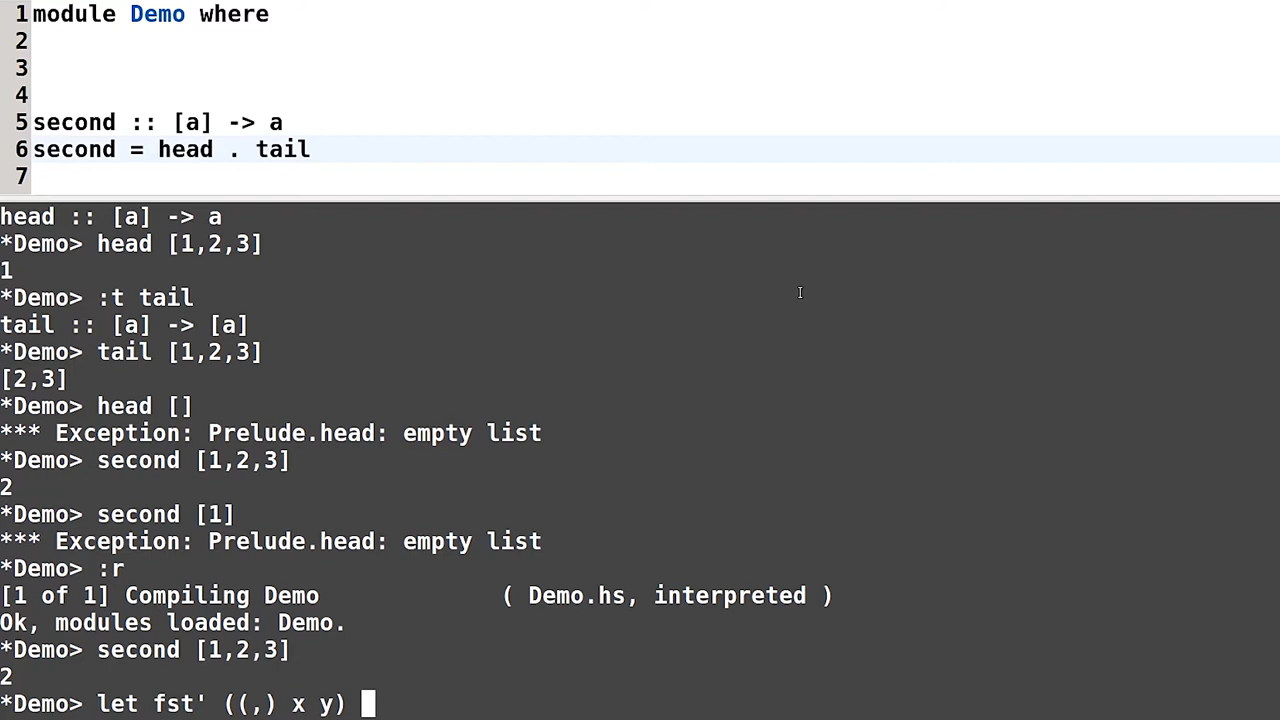 1 module Demo where
2
3
4
5 second :: [a] -> a
6 second = head . tail
7
head :: [a] -> a
*Demo> head [1,2,3]
1
*Demo> :t tail
tail :: [a] -> [a]
*Demo> tail [1,2,3]
[2,3]
*Demo> head []
*** Exception: Prelude.head: empty list
*Demo> second [1,2,3]
2
*Demo> second [1]
*** Exception: Prelude.head: empty list
*Demo> :r
[1 of 1] Compiling Demo             ( Demo.hs, interpreted )
Ok, modules loaded: Demo.
*Demo> second [1,2,3]
2
*Demo> let fst' ((,) x y)